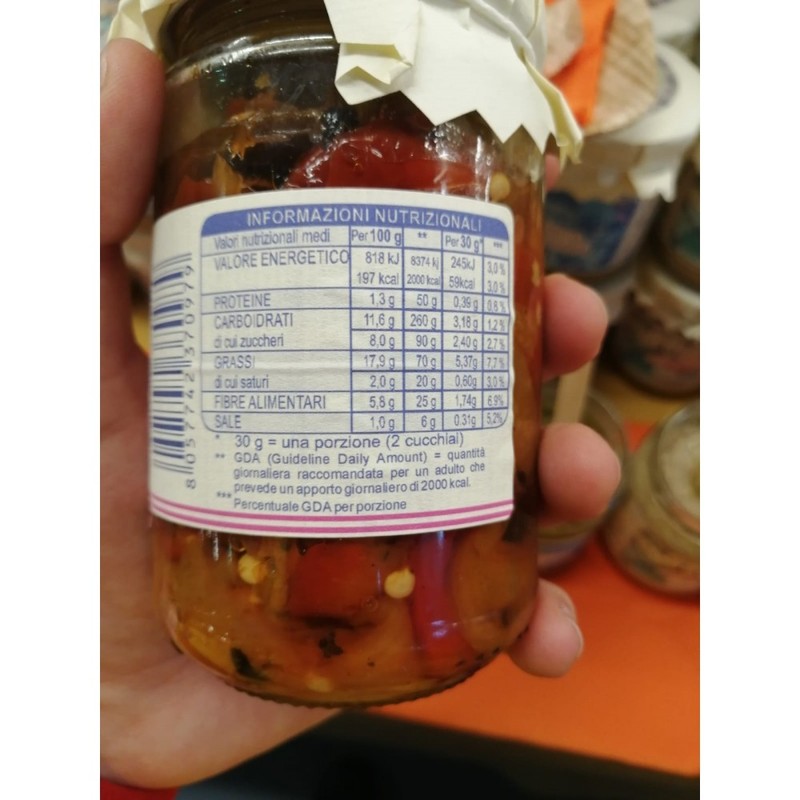 INFORMAZIONI NUTRIZIONALI
Valori nutrizionali medi Per 100 g ** Per 30 g* ***
VALORE ENERGETICO 818 kJ 8374 kj 245kJ 3,0 %
197 kcal 2000 kcal 59kcal 3,0 %
PROTEINE 1,3 g 50 g 0,39 g 0,8 %
CARBOIDRATI 11,6 g 260 g 3,18 g 1,2 %
di cui zuccheri 8,0 g 90 g 2,40 g 2,7 %
GRASSI 17,9 g 70 g 5,37g 7,7 %
di cui saturi 2,0 g 20 g 0,60g 3,0 %
FIBRE ALIMENTARI 5,8 g 25 g 1,74g 6,9%
SALE 1,0 g 6 g 0.31g 5,2%
* 30 g = una porzione (2 cucchiai)
** GDA (Guideline Daily Amount) = quantità
giornaliera raccomandata per un adulto che
prevede un apporto giornaliero di 2000 kcal.
*** Percentuale GDA per porzione
8 057742 370979